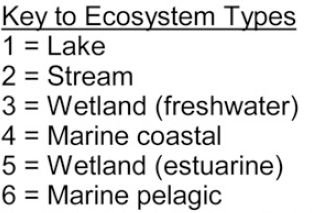 Key to Ecosystem Types
1 = Lake
2 = Stream
3 = Wetland (freshwater)
4 = Marine coastal
5 = Wetland (estuarine)
6 = Marine pelagic